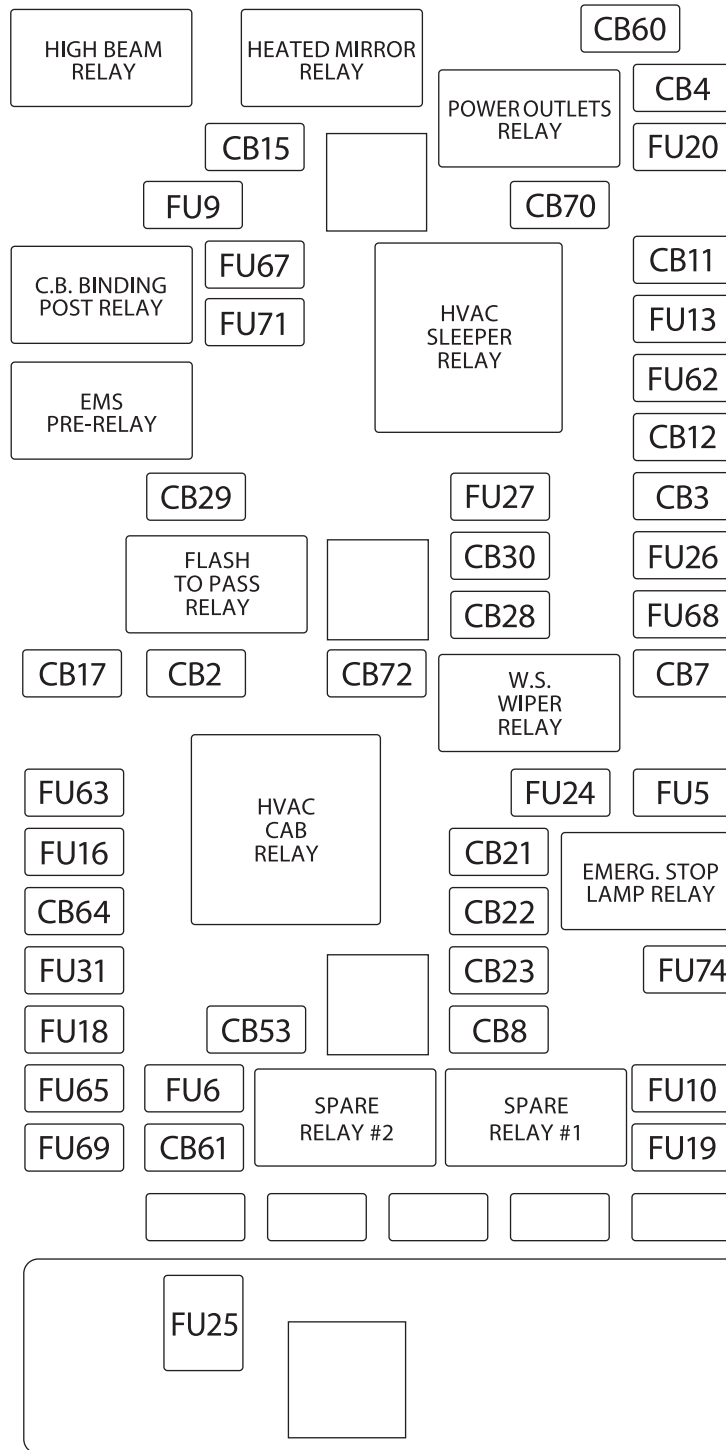 CB60
HIGH BEAM
RELAY
HEATED MIRROR
RELAY
POWER OUTLETS
RELAY
CB4
CB15
FU20
FU9
CB70
C.B. BINDING
POST RELAY
FU67
HVAC
SLEEPER
RELAY
CB11
FU71
FU13
EMS
PRE-RELAY
FU62
CB12
CB29
FU27
CB3
FLASH
TO PASS
RELAY
CB30
FU26
CB28
FU68
CB17
CB2
CB72
W.S.
WIPER
RELAY
CB7
FU63
HVAC
CAB
RELAY
FU24
FU5
FU16
CB21
EMERG. STOP
LAMP RELAY
CB64
CB22
FU31
CB23
FU74
FU18
CB53
CB8
FU65
FU6
SPARE
RELAY #2
SPARE
RELAY #1
FU10
FU69
CB61
FU19
FU25